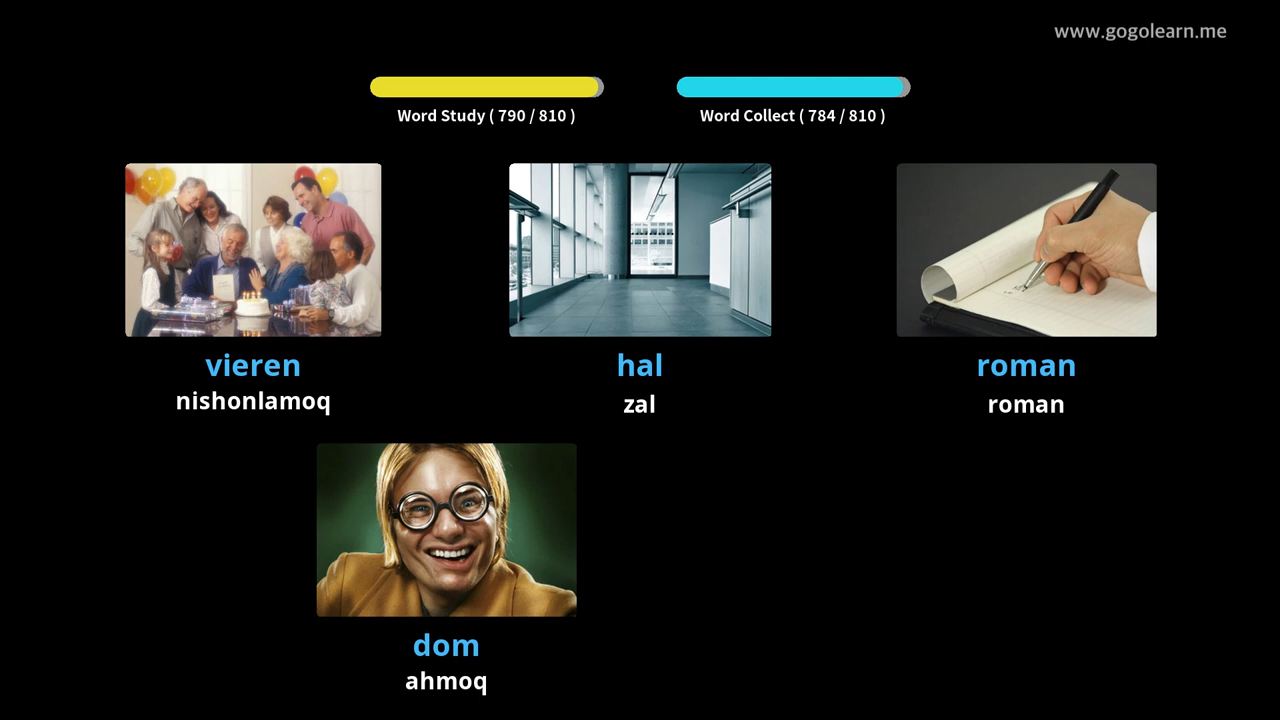 www.gogolearn.me
Word Study ( 790 / 810 )
Word Collect ( 784 / 810 )
vieren
nishonlamoq
hal
zal
roman
roman
dom
ahmoq